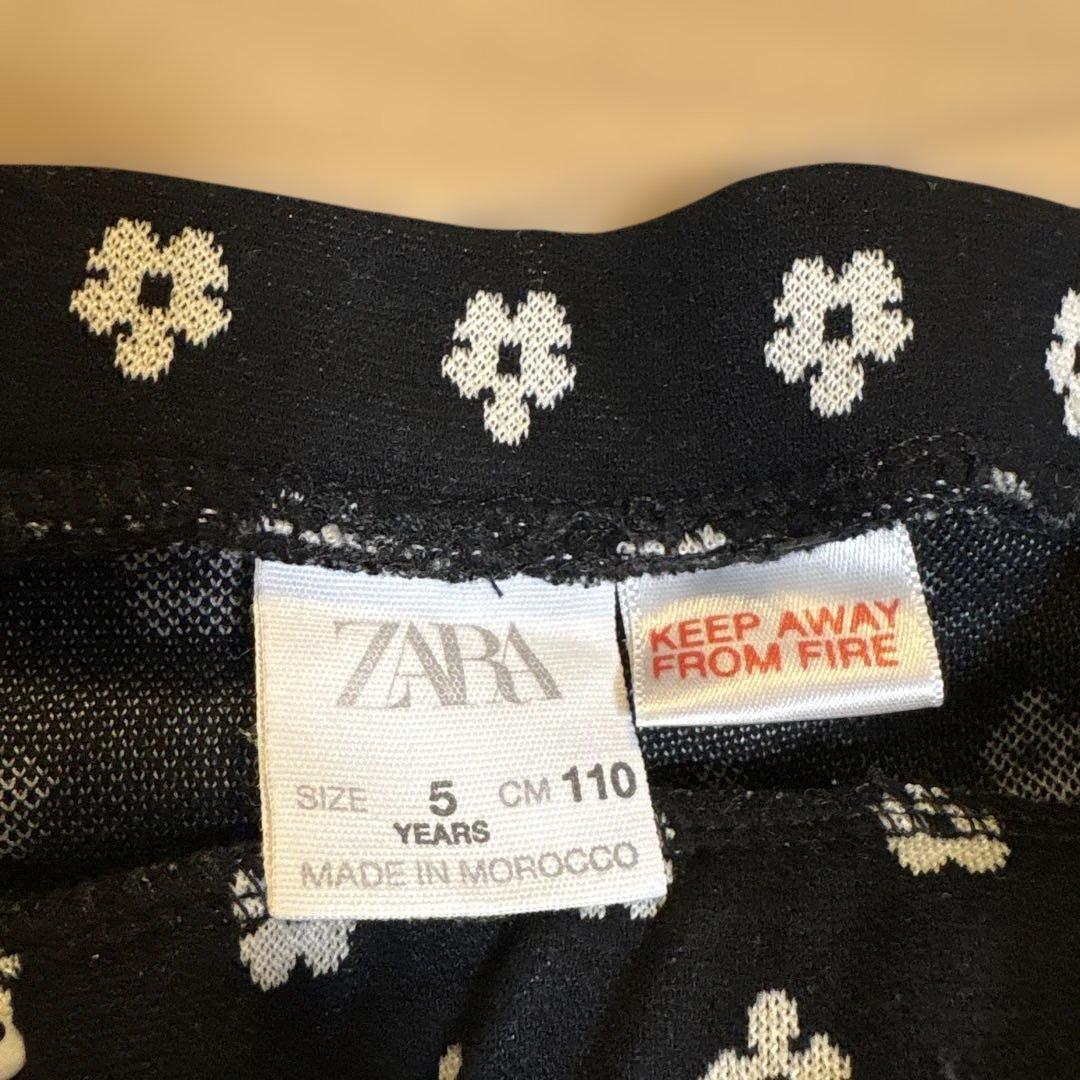 ZARA
SIZE 5 CM 110
YEARS
MADE IN MOROCCO
KEEP AWAY
FROM FIRE